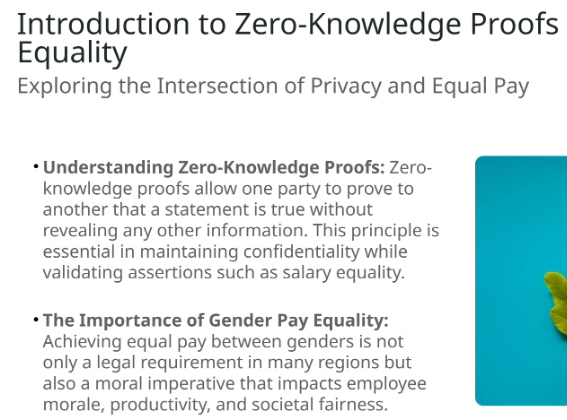 Introduction to Zero-Knowledge Proofs
Equality
Exploring the Intersection of Privacy and Equal Pay
• Understanding Zero-Knowledge Proofs: Zero-
knowledge proofs allow one party to prove to
another that a statement is true without
revealing any other information. This principle is
essential in maintaining confidentiality while
validating assertions such as salary equality.
• The Importance of Gender Pay Equality:
Achieving equal pay between genders is not
only a legal requirement in many regions but
also a moral imperative that impacts employee
morale, productivity, and societal fairness.